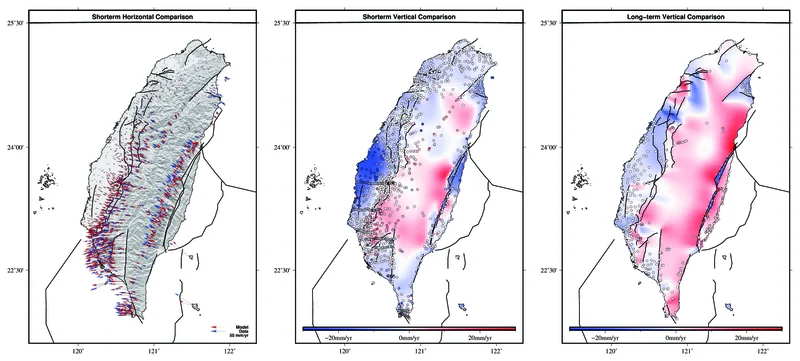 Shorterm Horizontal Comparison
25˚30'
24˚00'
22˚30'
120˚
121˚
122˚
Model
Data
50 mm/yr
Shorterm Vertical Comparison
25˚30'
24˚00'
22˚30'
−20mm/yr
0mm/yr
20mm/yr
120˚
121˚
122˚
Long−term Vertical Comparison
25˚30'
24˚00'
22˚30'
−20mm/yr
0mm/yr
20mm/yr
120˚
121˚
122˚